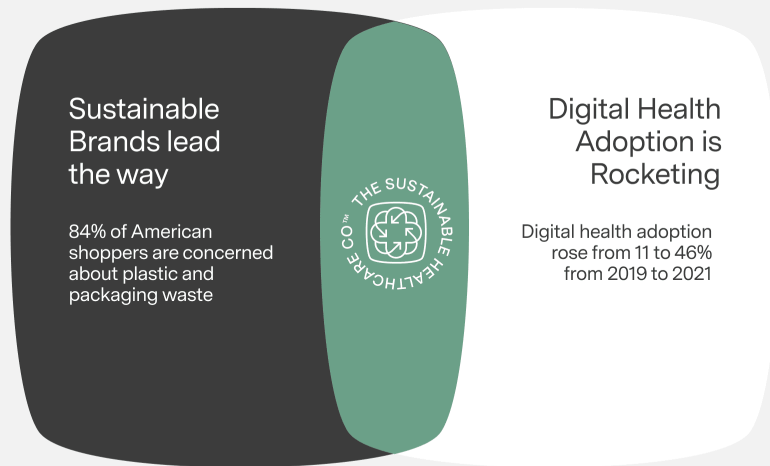 Sustainable
Brands lead
the way
84% of American
shoppers are concerned
about plastic and
packaging waste
THE SUSTAINABLE HEALTHCARE CO™
Digital Health
Adoption is
Rocketing
Digital health adoption
rose from 11 to 46%
from 2019 to 2021